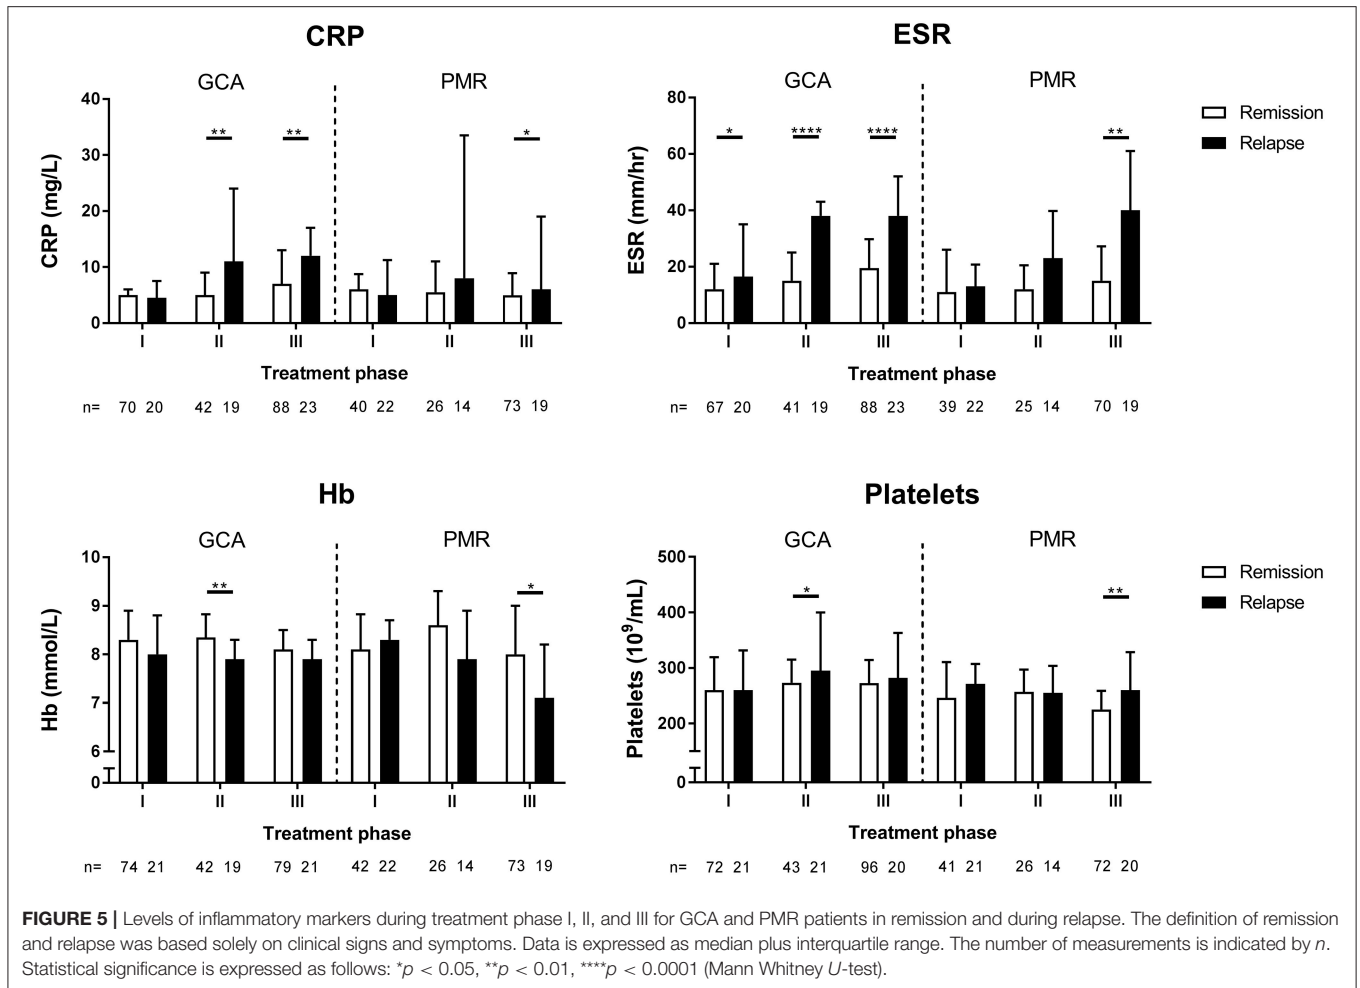 CRP
GCA
PMR
40
30
20
10
0
CRP (mg/L)
**
**
*
I
II
III
I
II
III
Treatment phase
n= 70 20 42 19 88 23 40 22 26 14 73 19
ESR
GCA
PMR
80
60
40
20
0
ESR (mm/hr)
*
****
****
**
I
II
III
I
II
III
Treatment phase
n= 67 20 41 19 88 23 39 22 25 14 70 19
Remission
Relapse
Hb
GCA
PMR
10
9
8
7
6
0
Hb (mmol/L)
**
*
I
II
III
I
II
III
Treatment phase
n= 74 21 42 19 79 21 42 22 26 14 73 19
Platelets
GCA
PMR
500
400
300
200
0
Platelets (10⁹/mL)
*
**
I
II
III
I
II
III
Treatment phase
n= 72 21 43 21 96 20 41 21 26 14 72 20
Remission
Relapse
FIGURE 5 | Levels of inflammatory markers during treatment phase I, II, and III for GCA and PMR patients in remission and during relapse. The definition of remission
and relapse was based solely on clinical signs and symptoms. Data is expressed as median plus interquartile range. The number of measurements is indicated by n.
Statistical significance is expressed as follows: *p < 0.05, **p < 0.01, ****p < 0.0001 (Mann Whitney U-test).